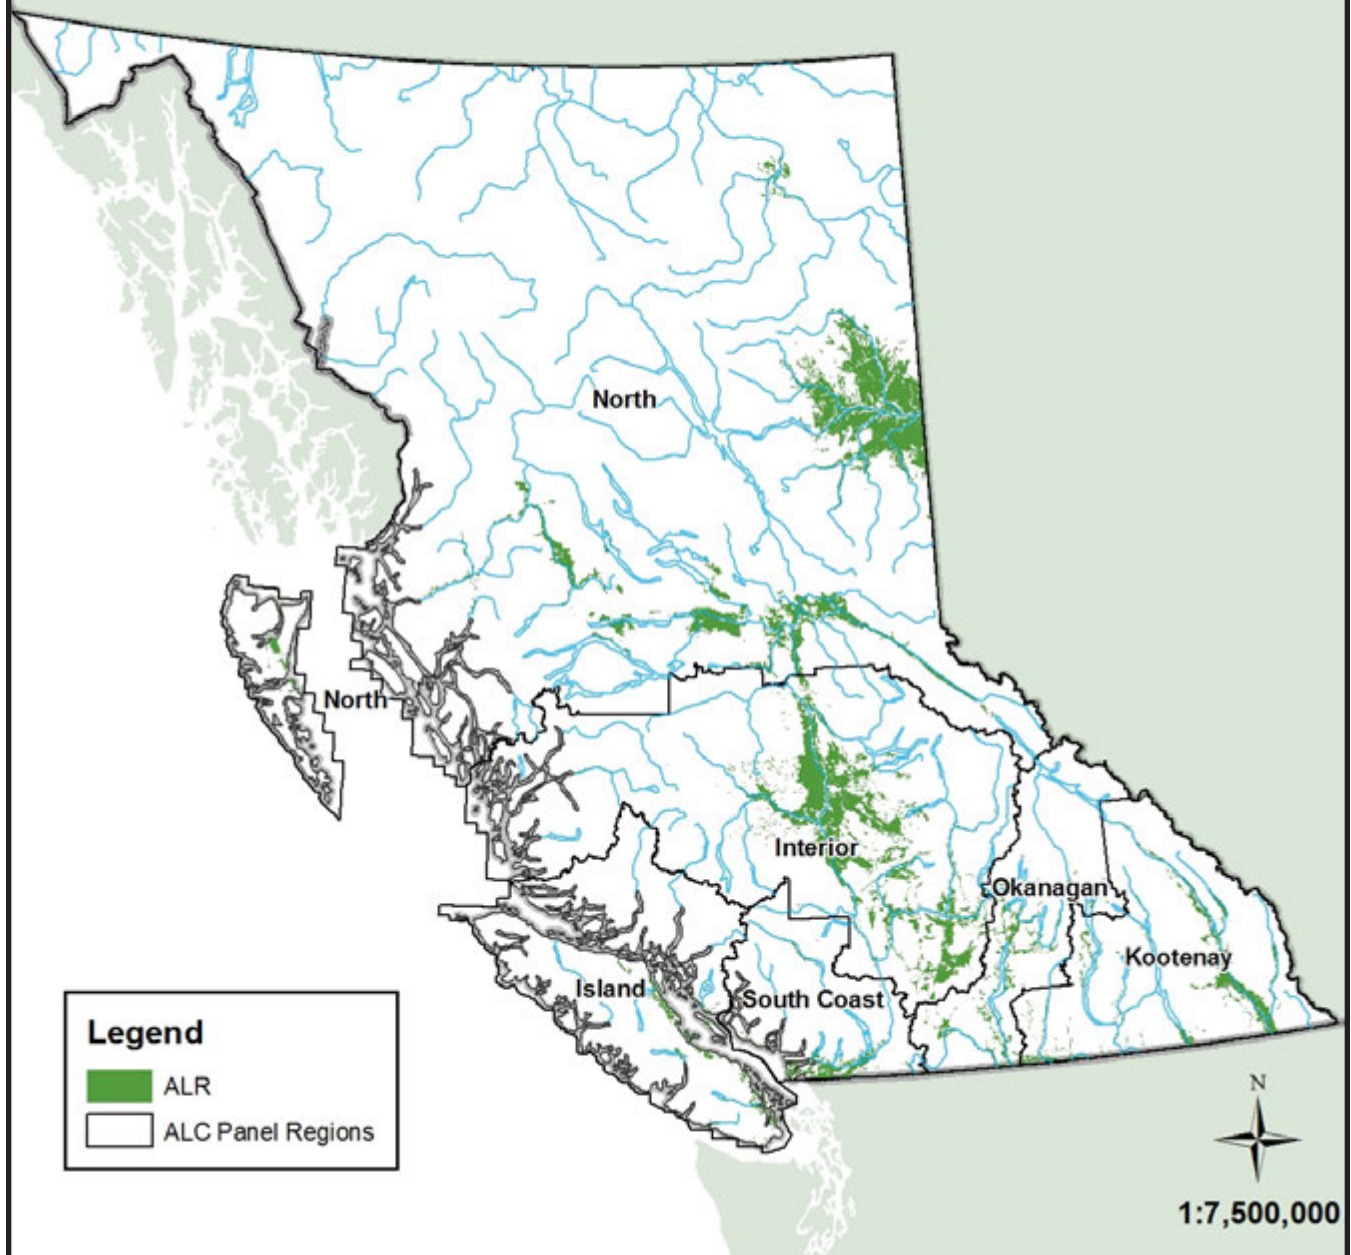 North
North
Interior
Okanagan
Kootenay
Island
South Coast
Legend
ALR
ALC Panel Regions
N
1:7,500,000